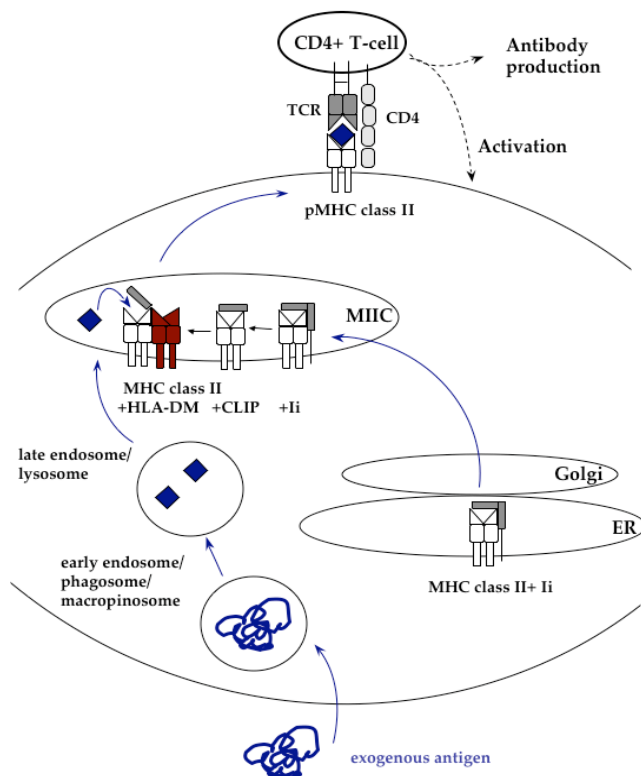 CD4+ T-cell
Antibody
production
TCR
CD4
Activation
pMHC class II
MIIC
MHC class II
+HLA-DM +CLIP +Ii
late endosome/
lysosome
Golgi
ER
early endosome/
phagosome/
macropinosome
MHC class II+ Ii
exogenous antigen